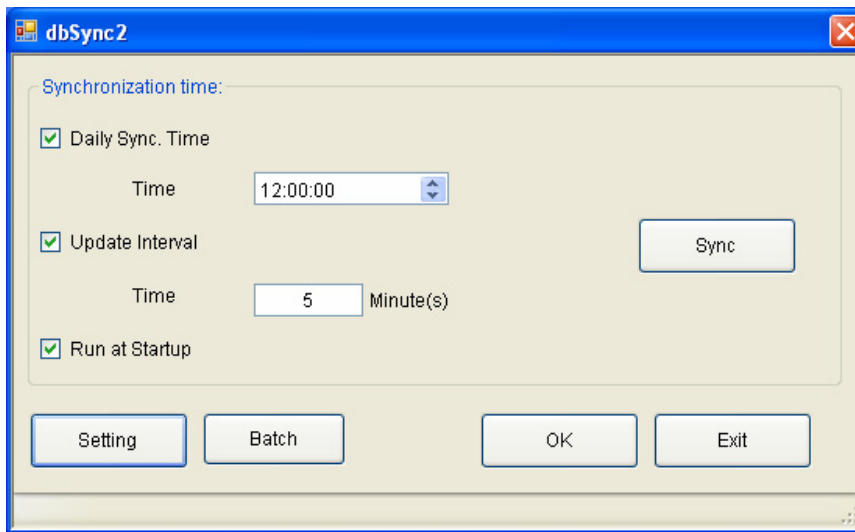 dbSync2
Synchronization time:
Daily Sync. Time
Time 12:00:00
Update Interval
Sync
Time 5 Minute(s)
Run at Startup
Setting Batch OK Exit